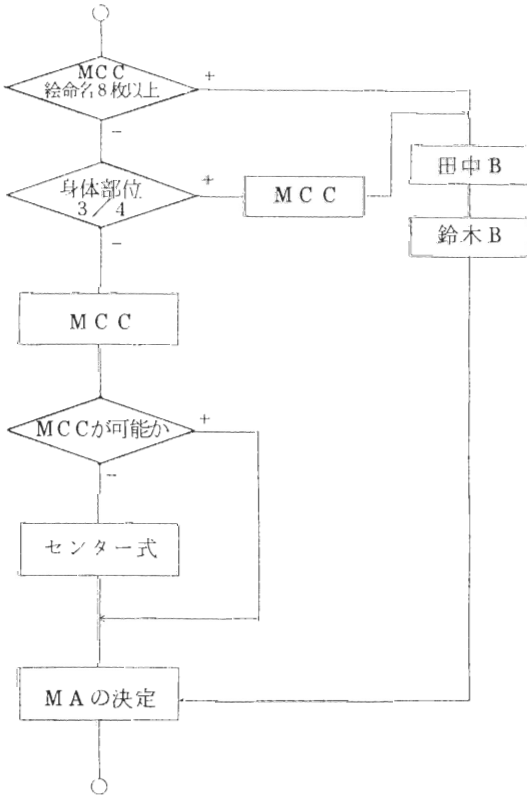 MCC
絵命名8枚以上
+
−
田中B
身体部位
3／4
+
MCC
−
鈴木B
MCC
MCCが可能か
+
−
センター式
MAの決定